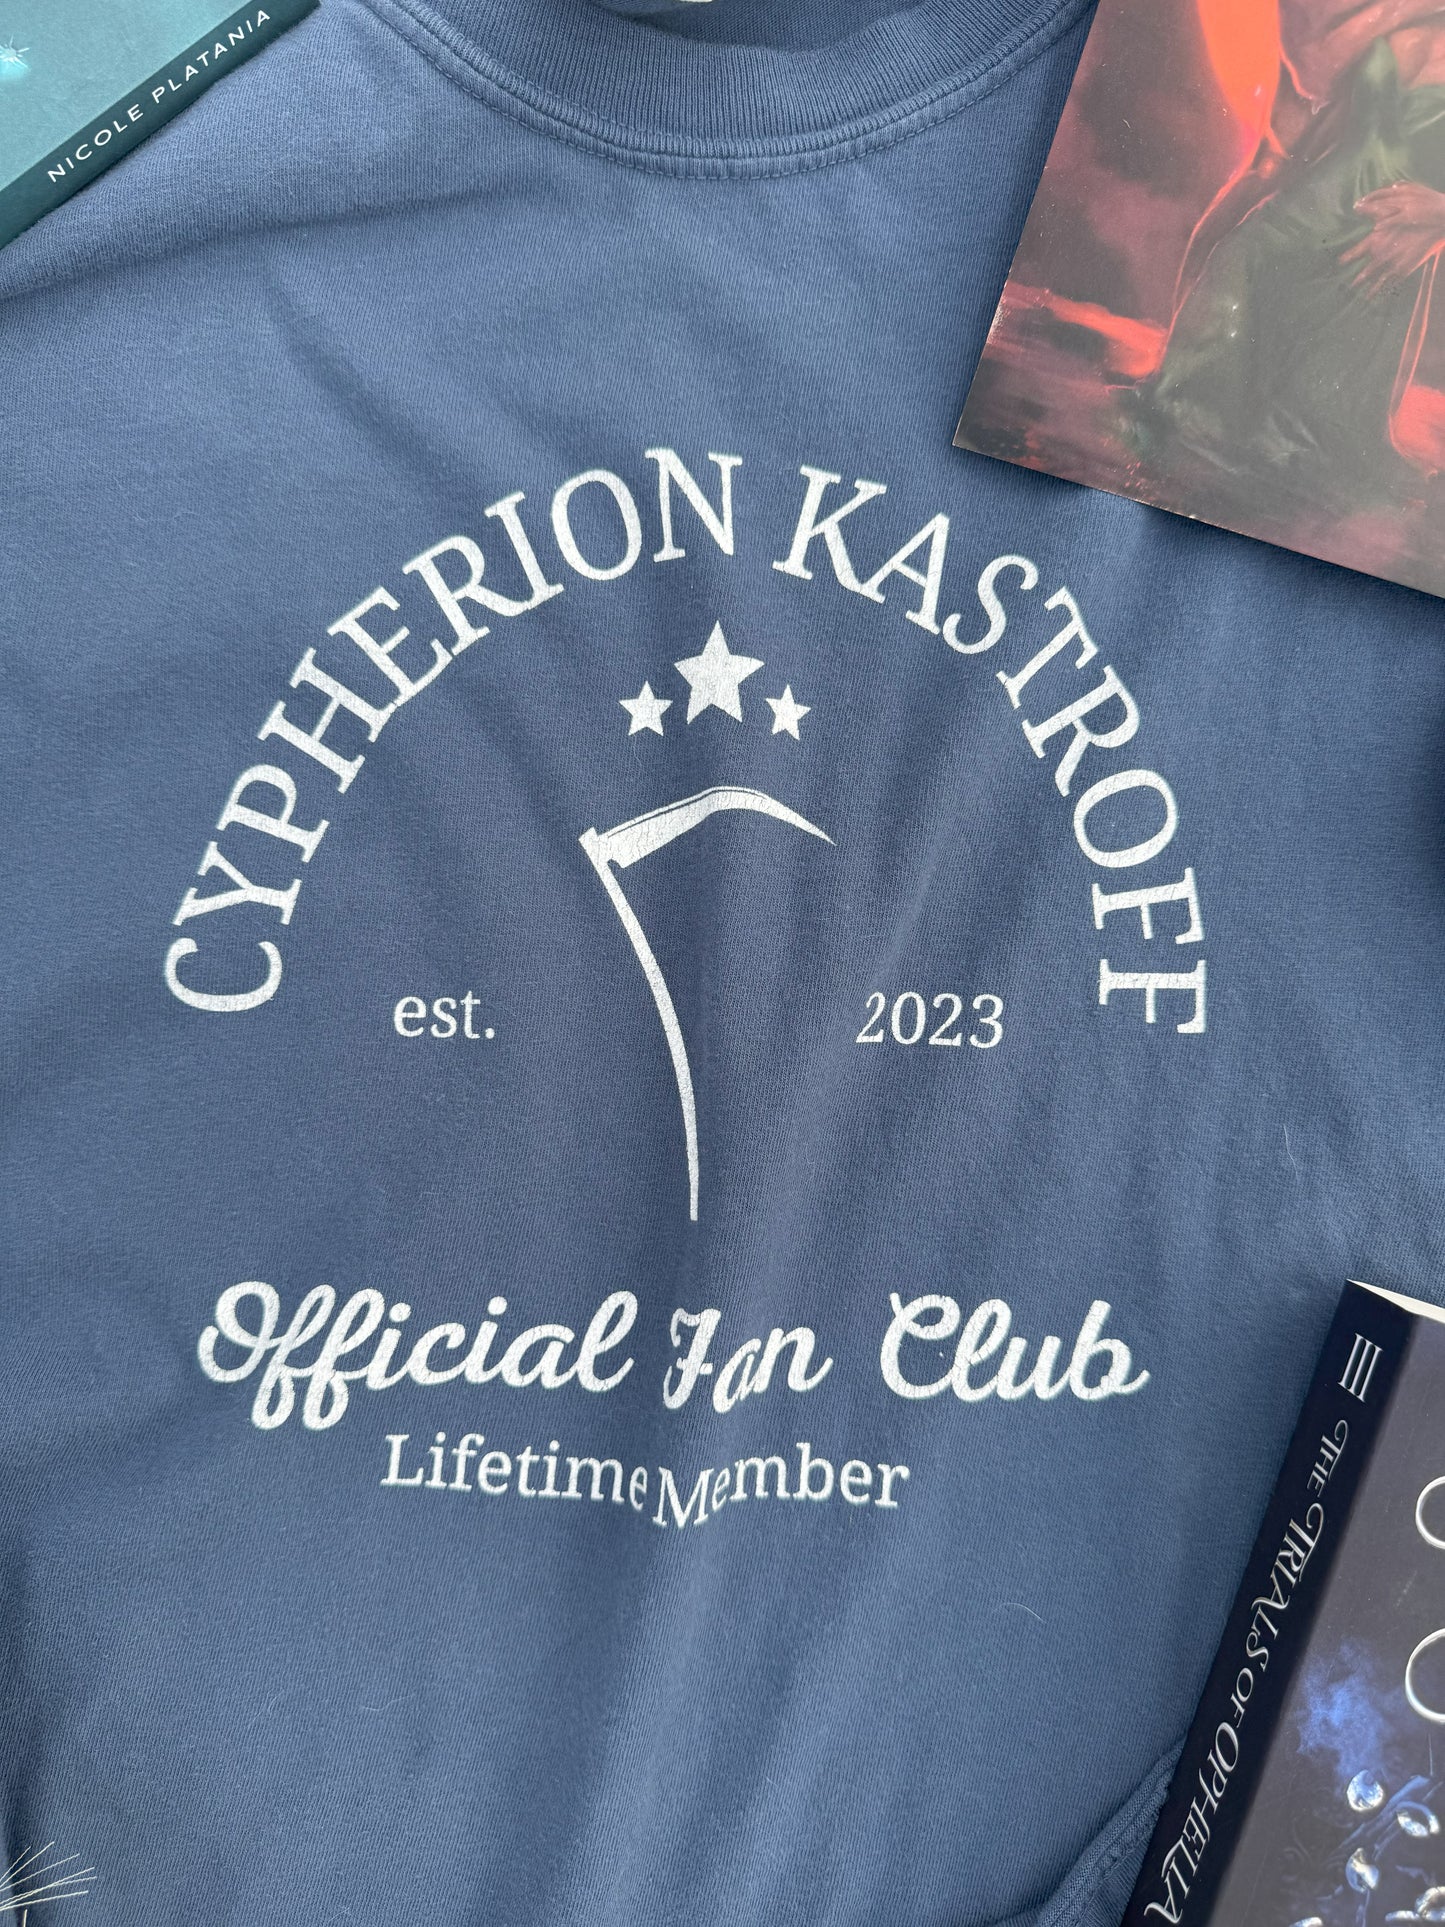 NICOLE PLATANIA
CYPHERION KASTROFF
est. 2023
Official Fan Club
Lifetime Member
III THE TRIALS OF OPHELIA